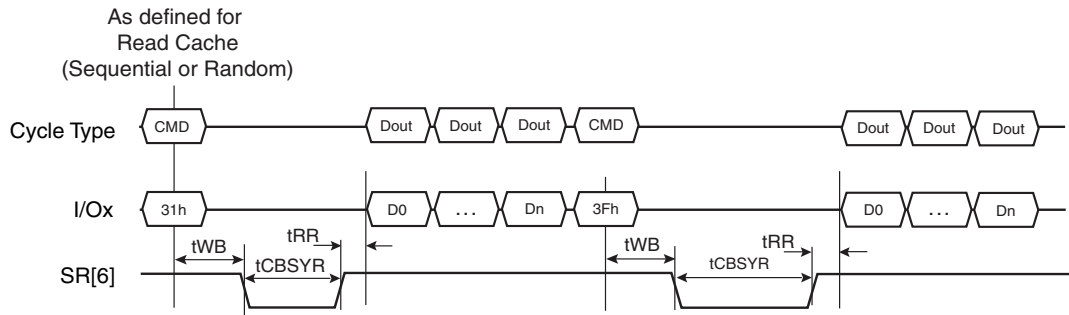 As defined for
Read Cache
(Sequential or Random)
Cycle Type
CMD
Dout
Dout
Dout
CMD
Dout
Dout
Dout
I/Ox
31h
D0
...
Dn
3Fh
D0
...
Dn
tWB
tRR
tWB
tRR
SR[6]
tCBSYR
tCBSYR